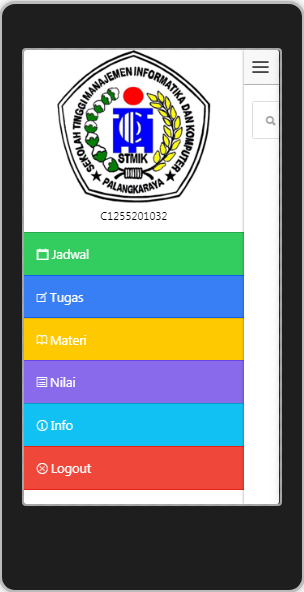 SEKOLAH TINGGI MANAJEMEN INFORMATIKA DAN KOMPUTER
STMIK
PALANGKARAYA
C1255201032
Jadwal
Tugas
Materi
Nilai
Info
Logout